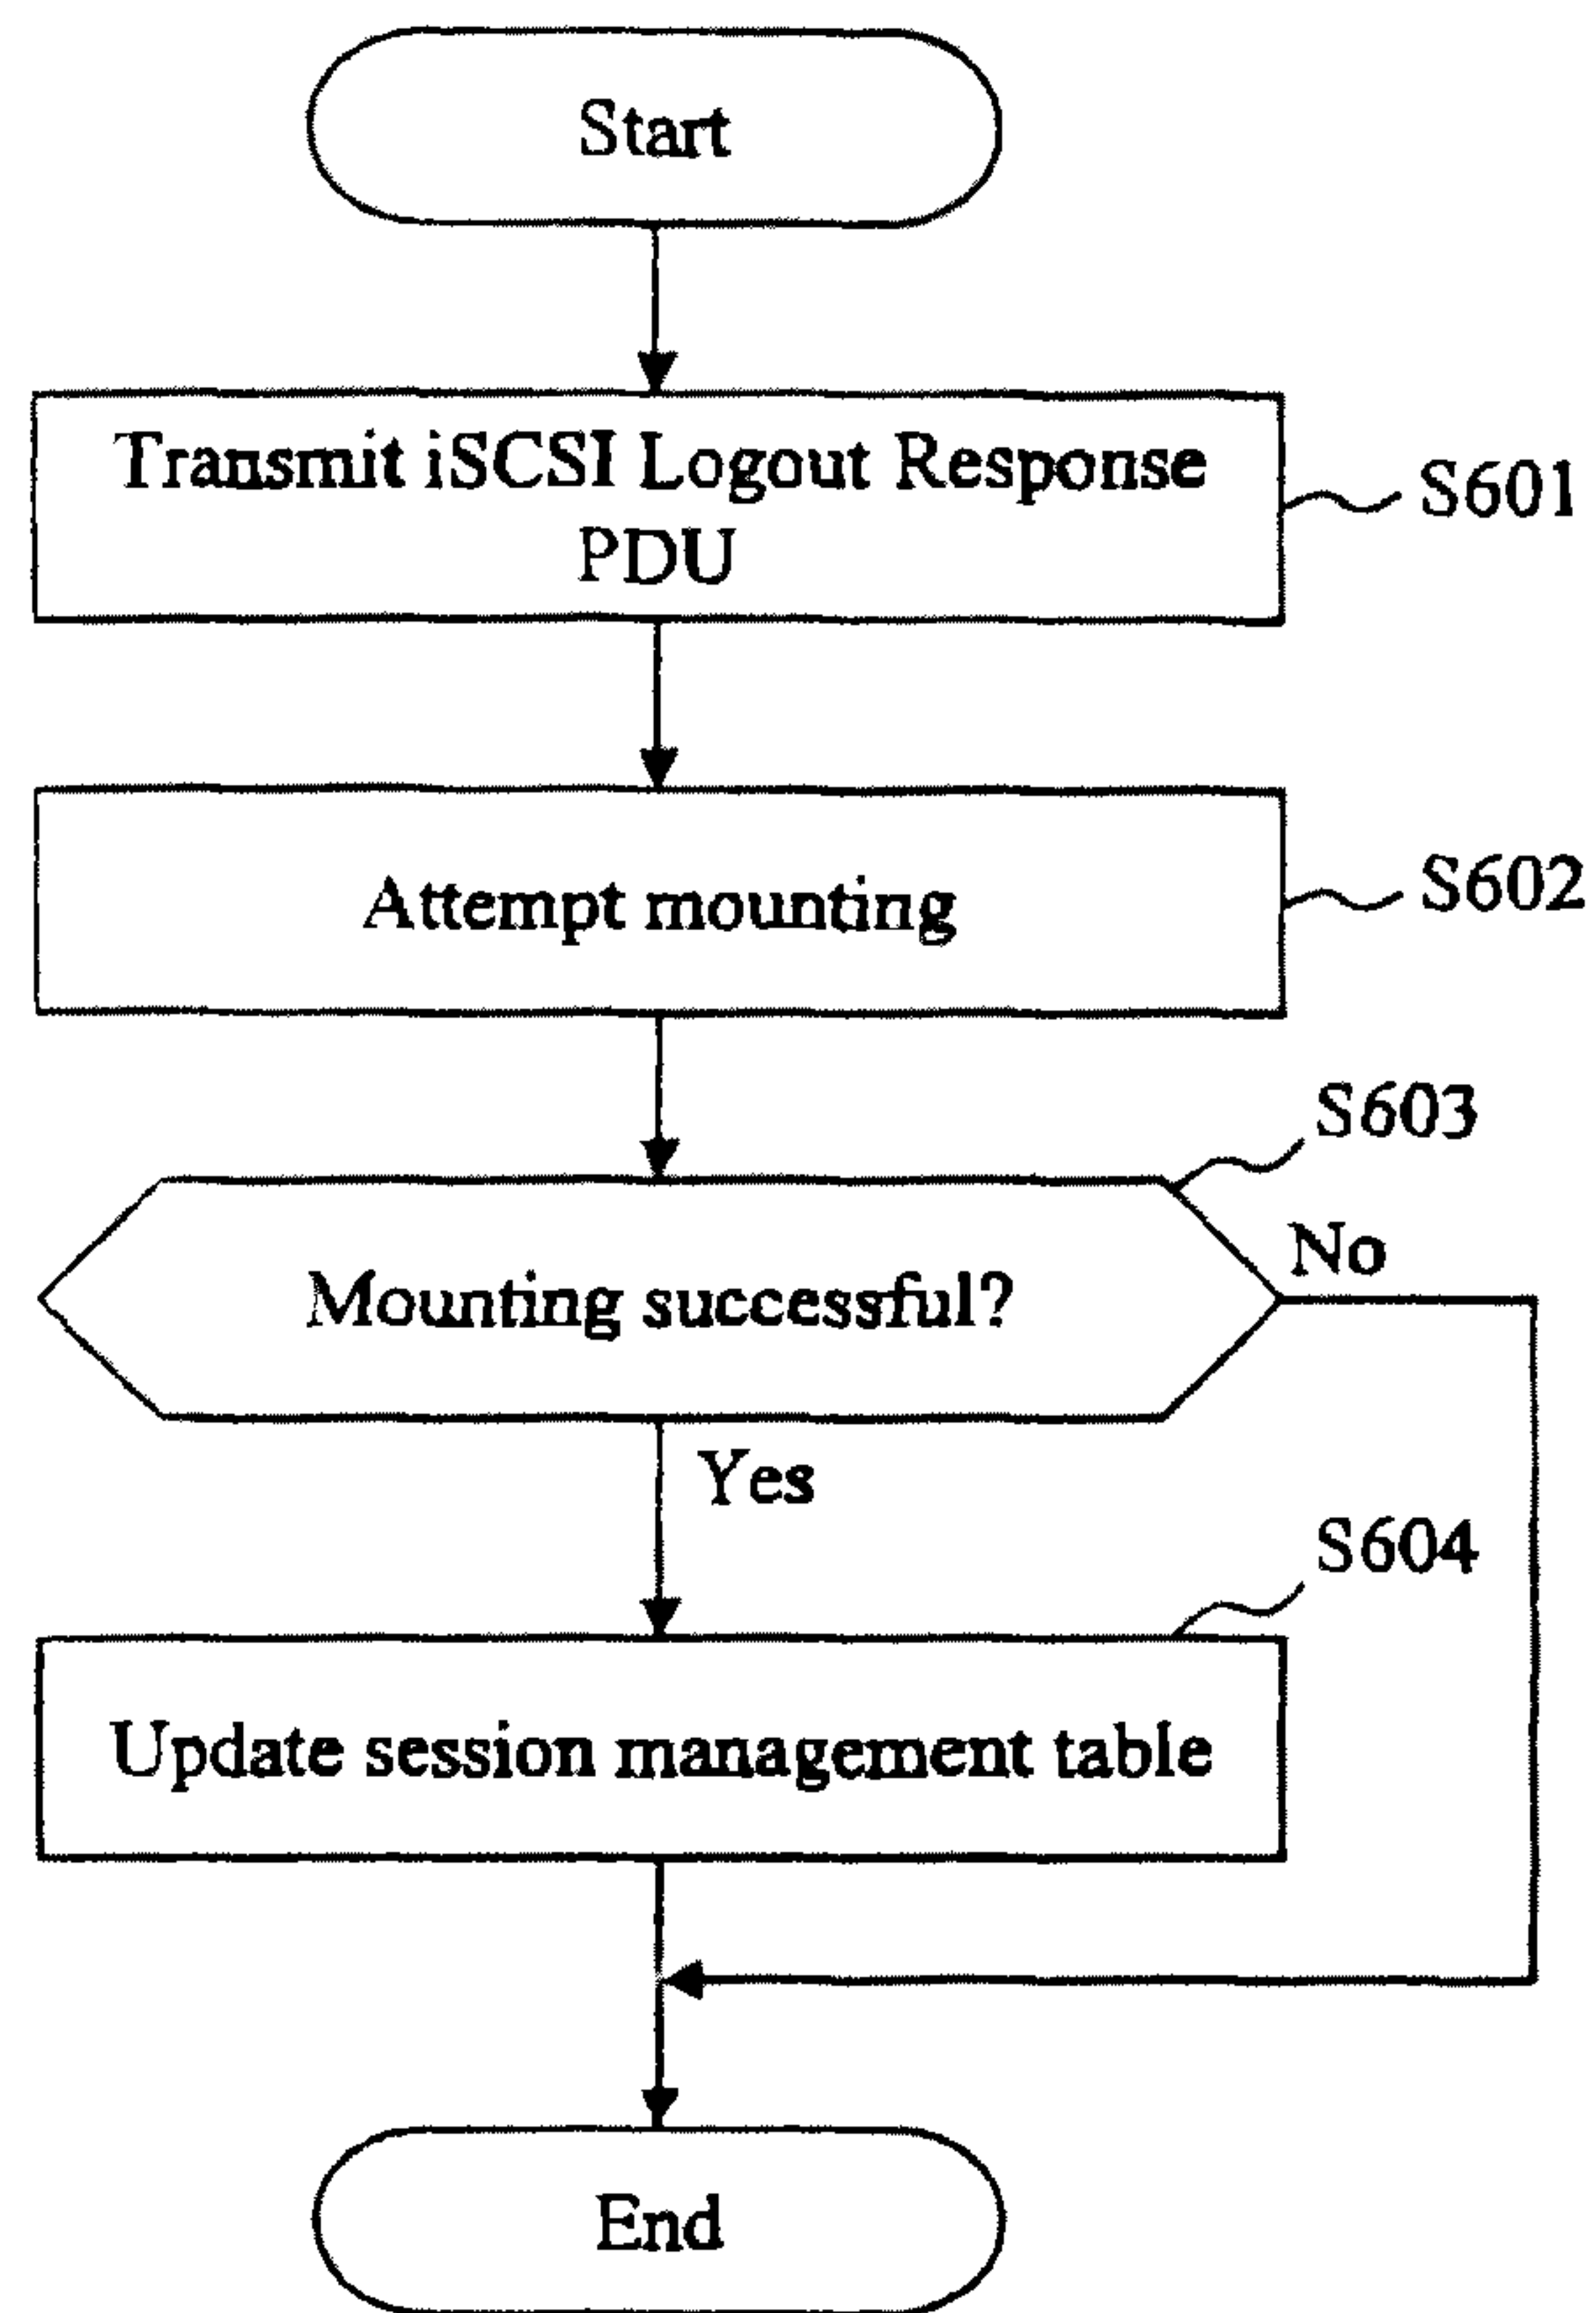 Start
Transmit iSCSI Logout Response
PDU
S601
Attempt mounting
S602
S603
Mounting successful?
No
Yes
S604
Update session management table
End